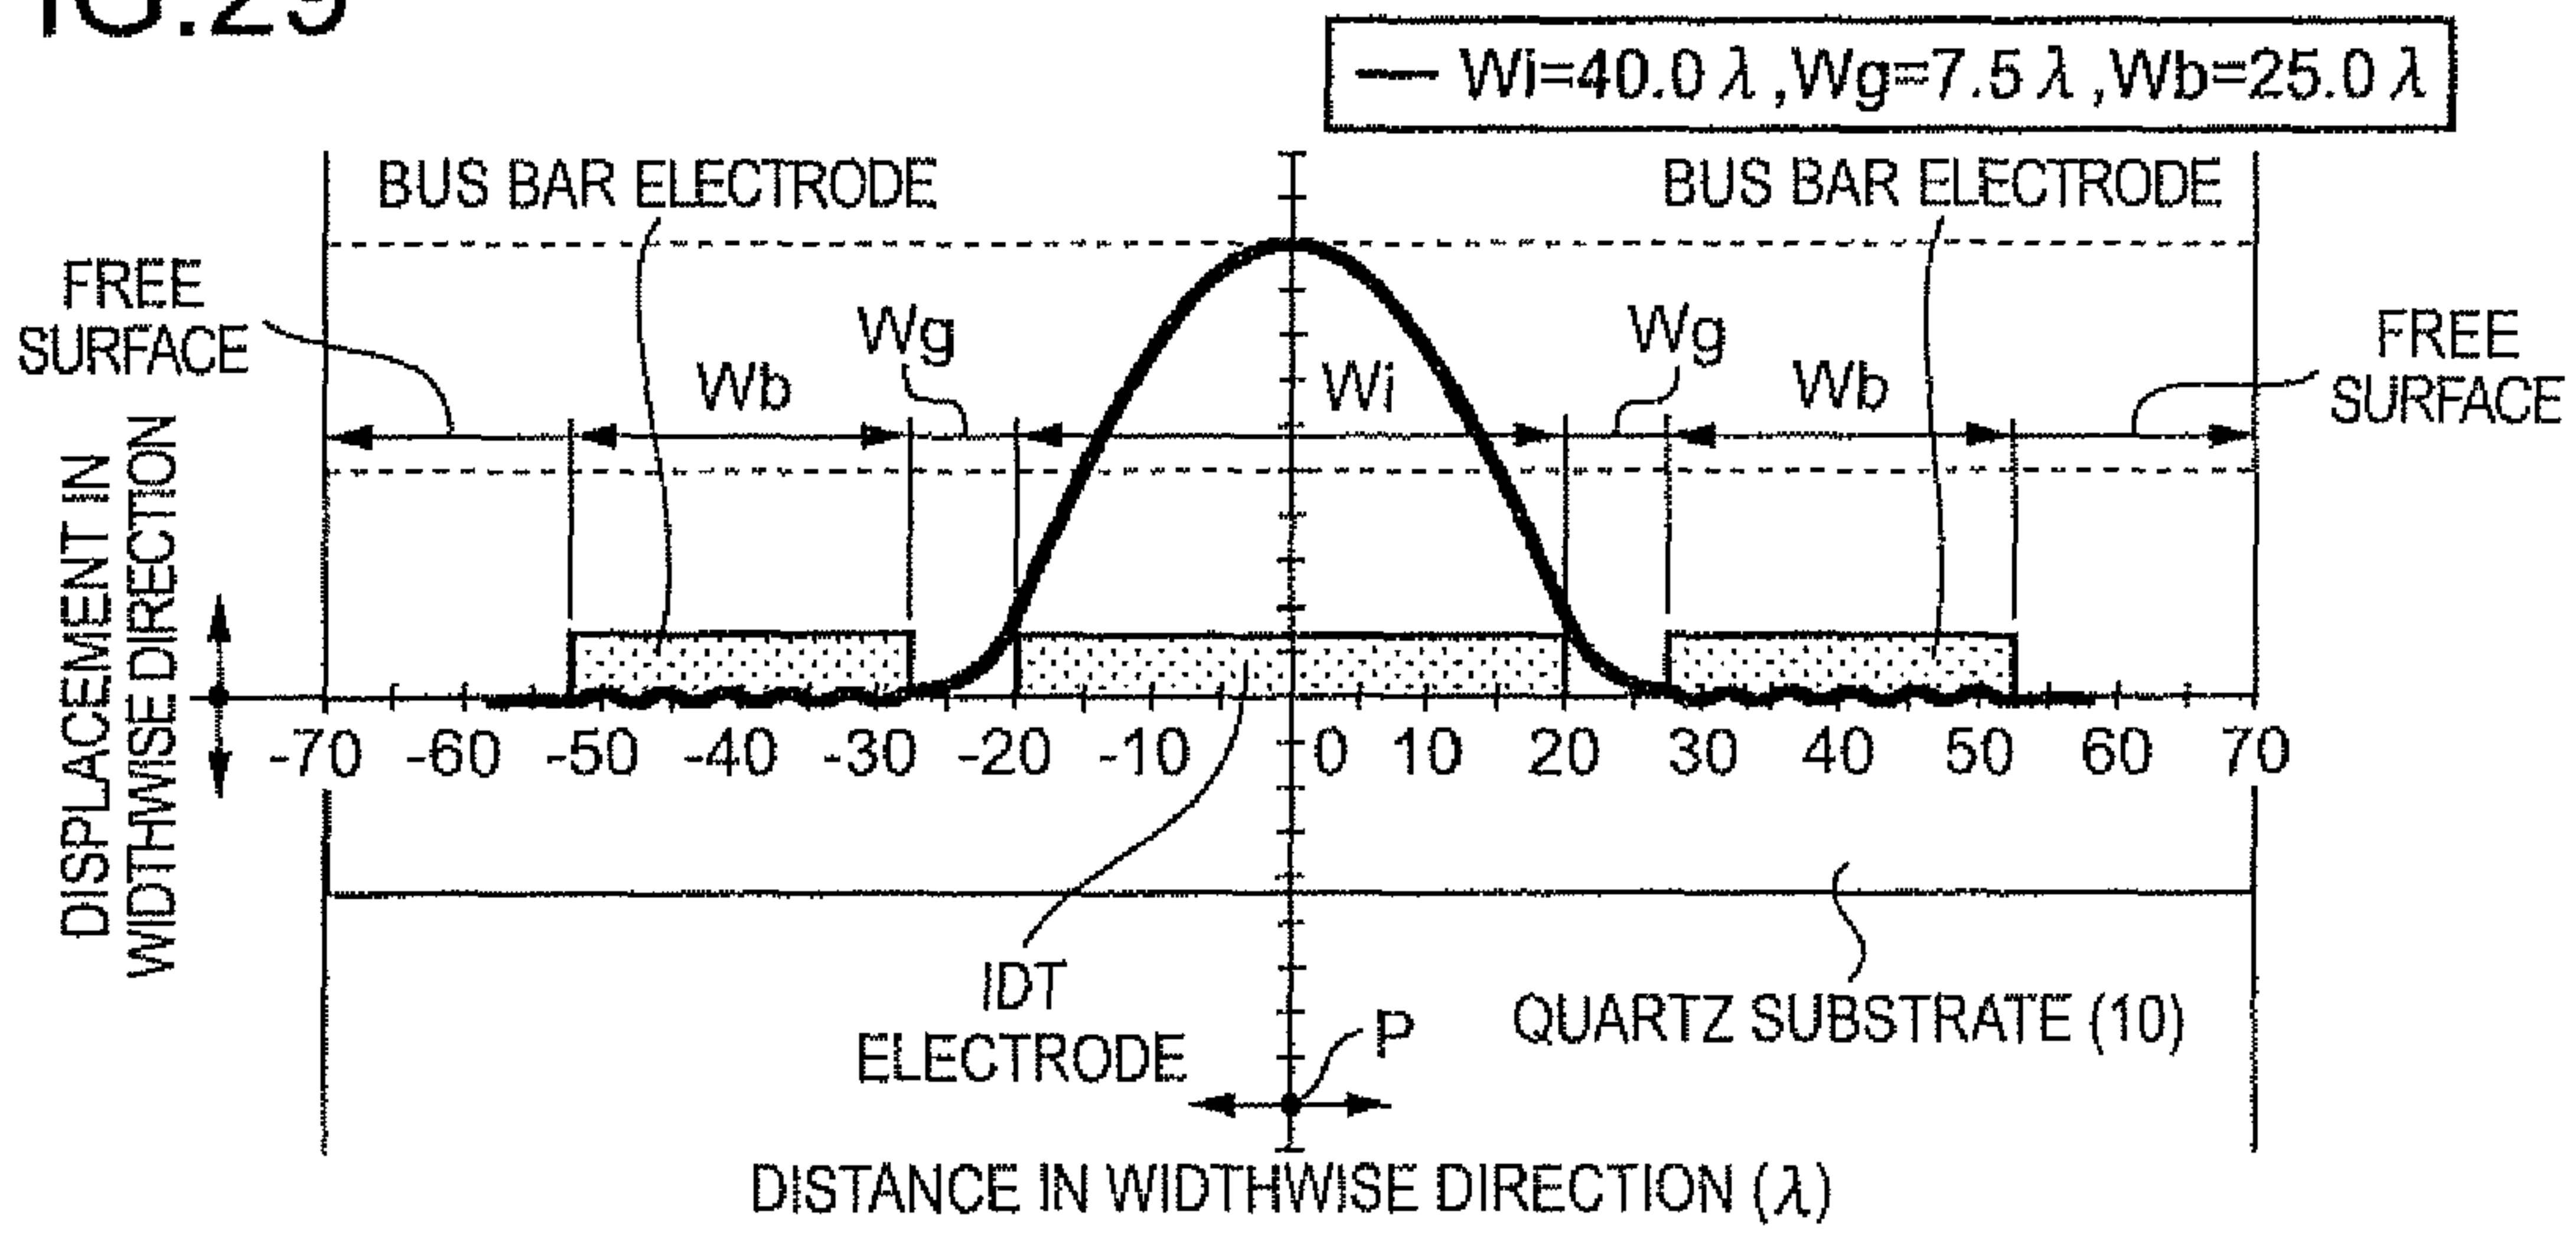 Wi=40.0 λ ,Wg=7.5 λ ,Wb=25.0 λ
BUS BAR ELECTRODE
BUS BAR ELECTRODE
FREE
SURFACE
Wb
Wg
Wi
Wg
Wb
FREE
SURFACE
DISPLACEMENT IN
WIDTHWISE DIRECTION
-70 -60 -50 -40 -30 -20 -10 0 10 20 30 40 50 60 70
IDT
ELECTRODE
P
QUARTZ SUBSTRATE (10)
DISTANCE IN WIDTHWISE DIRECTION (λ)